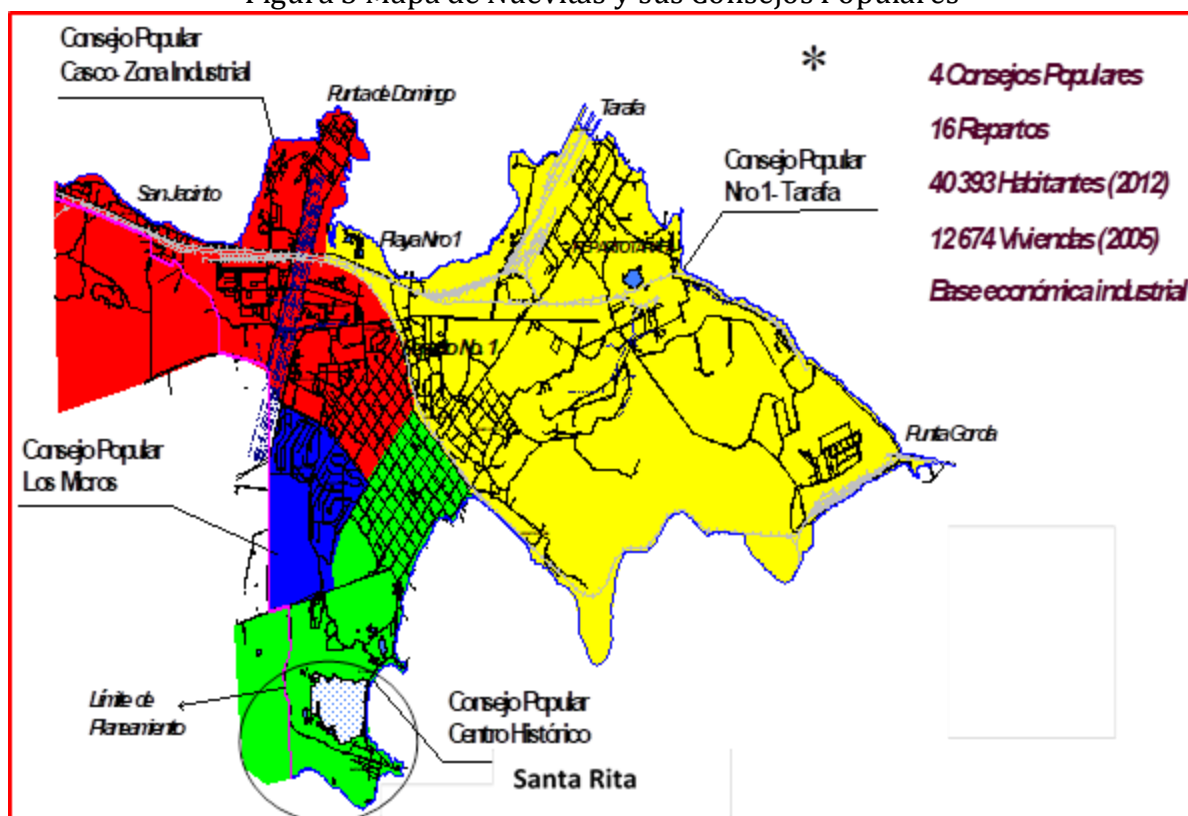 Figura 3 Mapa de Nuevitas y sus Consejos Populares
Consejo Popular
Casco- Zona Industrial
Punta de Domingo
Tarafa
*
4 Consejos Populares
16 Repartos
40 393 Habitantes (2012)
12 674 Viviendas (2005)
Base económica industrial
Consejo Popular
Nro 1- Tarafa
San Jacinto
Playa Nro 1
No. 1
Punta Gorda
Consejo Popular
Los Micros
Límite de
Planeamiento
Consejo Popular
Centro Histórico
Santa Rita